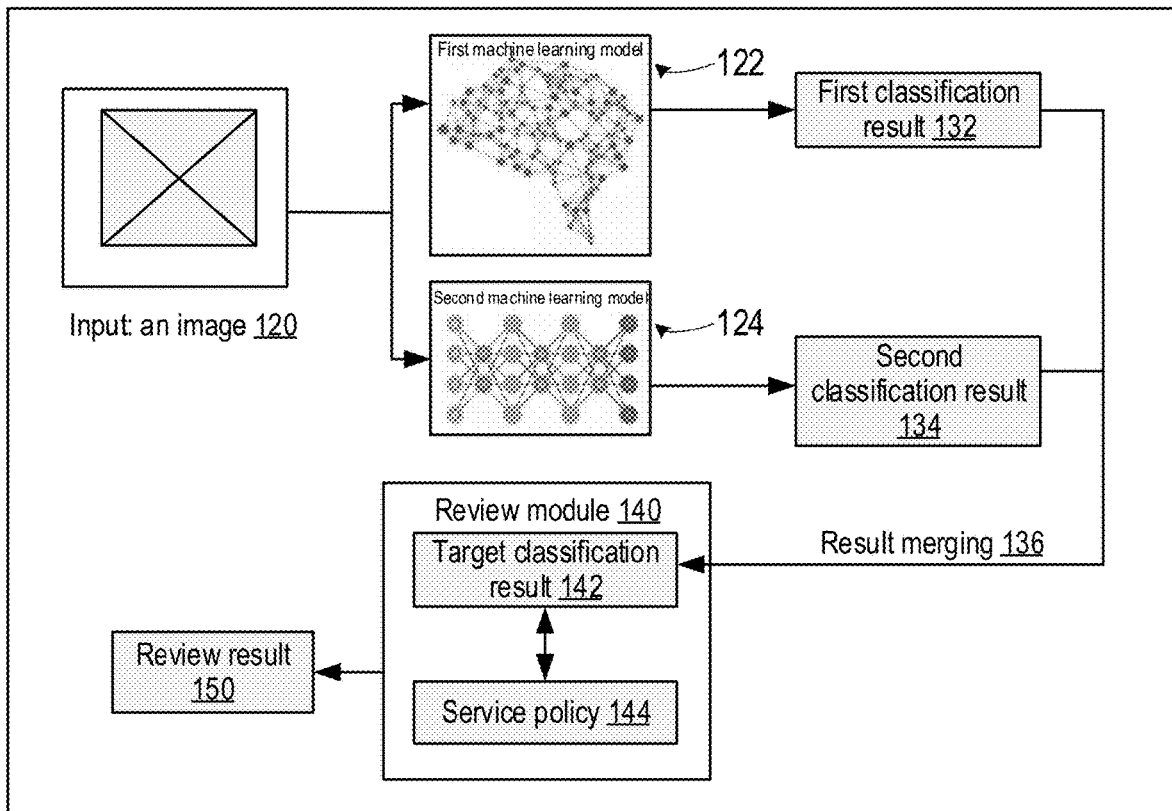 First machine learning model
122
First classification
result 132
Input: an image 120
Second machine learning model
124
Second
classification result
134
Review module 140
Target classification
result 142
Result merging 136
Review result
150
Service policy 144